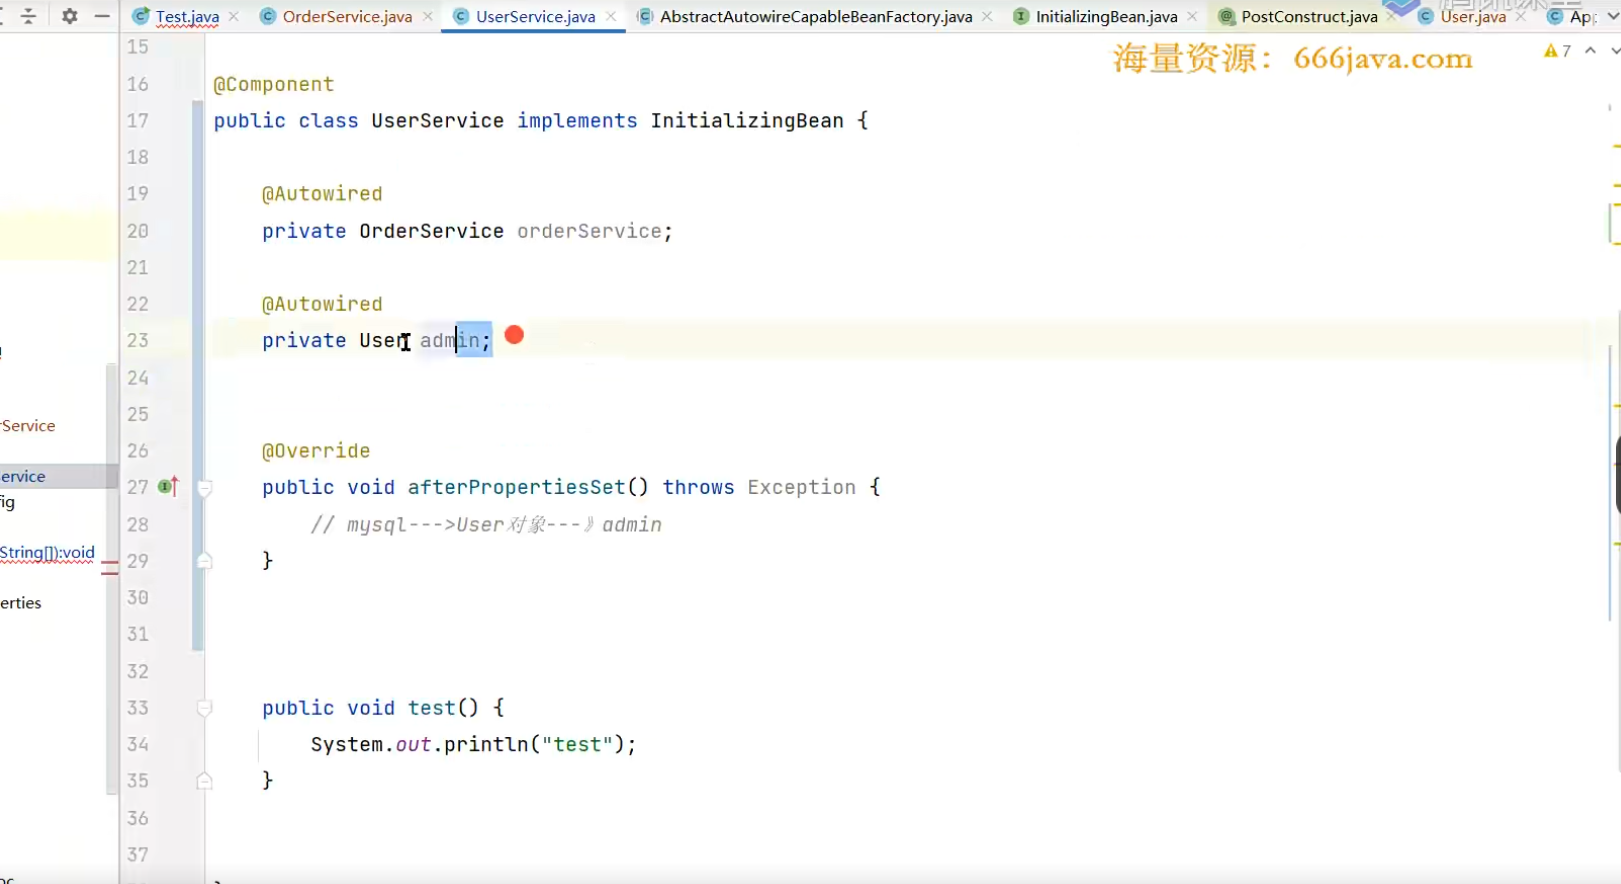 Test.java OrderService.java UserService.java AbstractAutowireCapableBeanFactory.java InitializingBean.java PostConstruct.java User.java
海量资源：666java.com
7
15
16 @Component
17 public class UserService implements InitializingBean {
18
19 @Autowired
20 private OrderService orderService;
21
22 @Autowired
23 private User admin;
24
25
26 @Override
27 public void afterPropertiesSet() throws Exception {
28 // mysql--->User对象---》admin
29 }
30
31
32
33 public void test() {
34 System.out.println("test");
35 }
36
37
rService
ervice
ig
String[]):void
erties